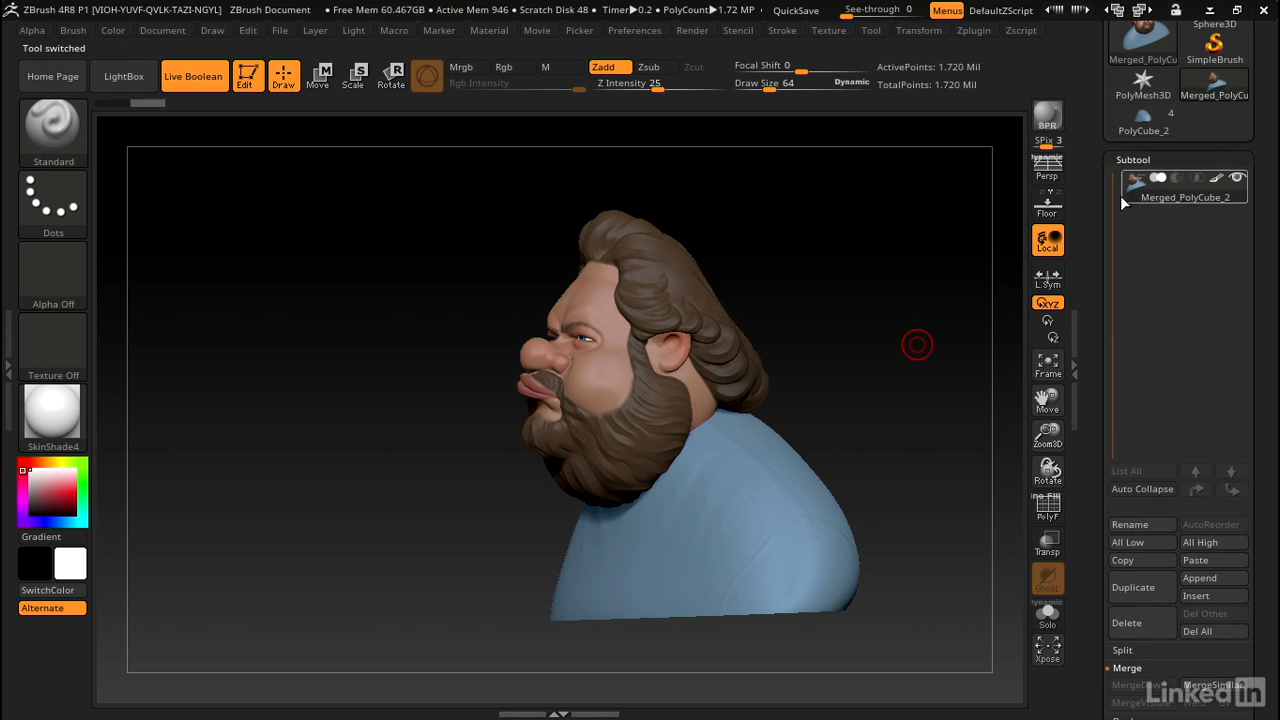 ZBrush 4R8 P1 [VIOH-YUVF-QVLK-TAZI-NGYL] ZBrush Document • Free Mem 60.467GB • Active Mem 946 • Scratch Disk 48 • Timer▶0.2 • PolyCount▶1.72 MP • QuickSave See-through 0 Menus DefaultZScript
Alpha Brush Color Document Draw Edit File Layer Light Macro Marker Material Movie Picker Preferences Render Stencil Stroke Texture Tool Transform Zplugin Zscript
Tool switched
Home Page LightBox Live Boolean Edit Draw Move Scale Rotate
Mrgb Rgb M Zadd Zsub Zcut Focal Shift 0 ActivePoints: 1.720 Mil
Rgb Intensity Z Intensity 25 Draw Size 64 Dynamic TotalPoints: 1.720 Mil
Standard
Dots
Alpha Off
Texture Off
SkinShade4
Gradient
SwitchColor
Alternate
BPR
SPix 3
Dynamic
Persp
Floor
Local
L.Sym
XYZ
Y
Z
Frame
Move
Zoom3D
Rotate
PolyF
Transp
Ghost
Dynamic
Solo
Xpose
Sphere3D
Merged_PolyCu SimpleBrush
PolyMesh3D Merged_PolyCu
4
PolyCube_2
Subtool
Merged_PolyCube_2
List All
Auto Collapse
Rename AutoReorder
All Low All High
Copy Paste
Duplicate Append
Insert
Delete Del Other
Del All
Split
Merge
MergeSimilar
Linked in